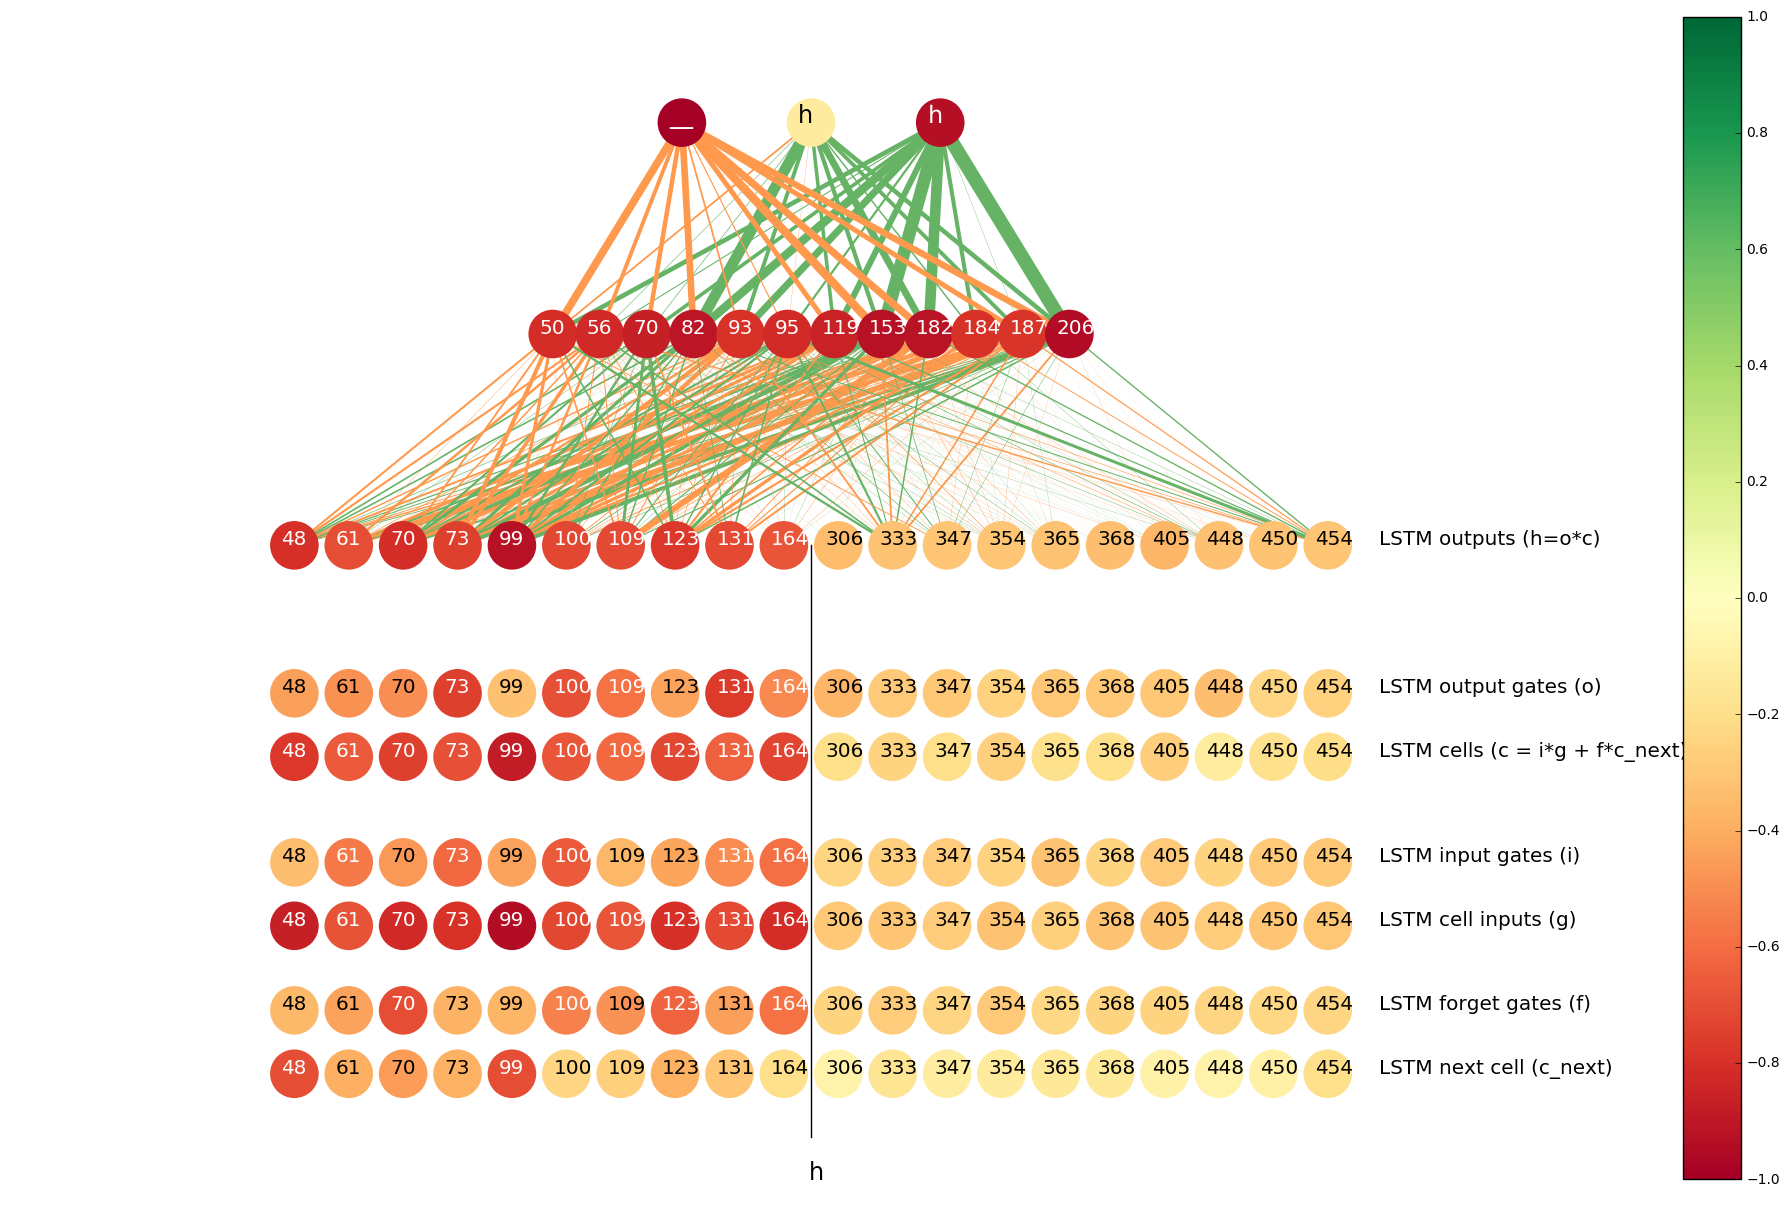 __ h h
50 56 70 82 93 95 119 153 182 184 187 206
48 61 70 73 99 100 109 123 131 164 306 333 347 354 365 368 405 448 450 454 LSTM outputs (h=o*c)
48 61 70 73 99 100 109 123 131 164 306 333 347 354 365 368 405 448 450 454 LSTM output gates (o)
48 61 70 73 99 100 109 123 131 164 306 333 347 354 365 368 405 448 450 454 LSTM cells (c = i*g + f*c_next)
48 61 70 73 99 100 109 123 131 164 306 333 347 354 365 368 405 448 450 454 LSTM input gates (i)
48 61 70 73 99 100 109 123 131 164 306 333 347 354 365 368 405 448 450 454 LSTM cell inputs (g)
48 61 70 73 99 100 109 123 131 164 306 333 347 354 365 368 405 448 450 454 LSTM forget gates (f)
48 61 70 73 99 100 109 123 131 164 306 333 347 354 365 368 405 448 450 454 LSTM next cell (c_next)
h
1.0
0.8
0.6
0.4
0.2
0.0
−0.2
−0.4
−0.6
−0.8
−1.0